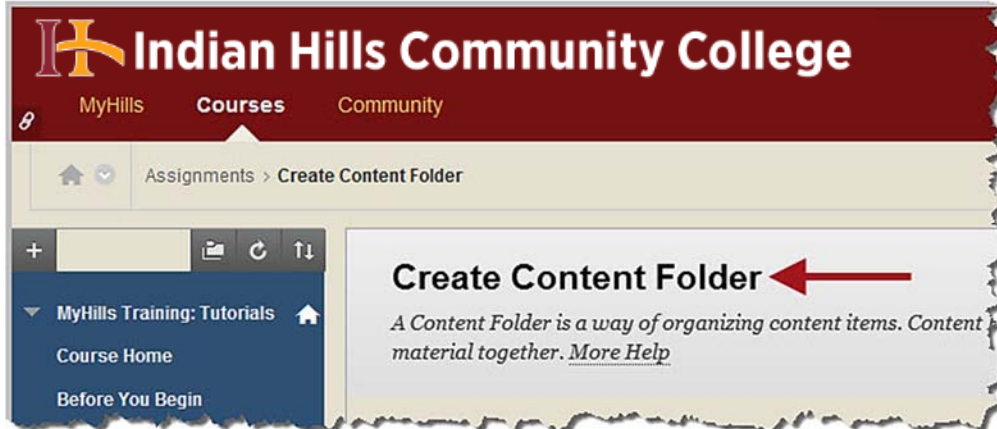 Indian Hills Community College
MyHills Courses Community
Assignments > Create Content Folder
Create Content Folder
A Content Folder is a way of organizing content items. Content
material together. More Help
MyHills Training: Tutorials
Course Home
Before You Begin